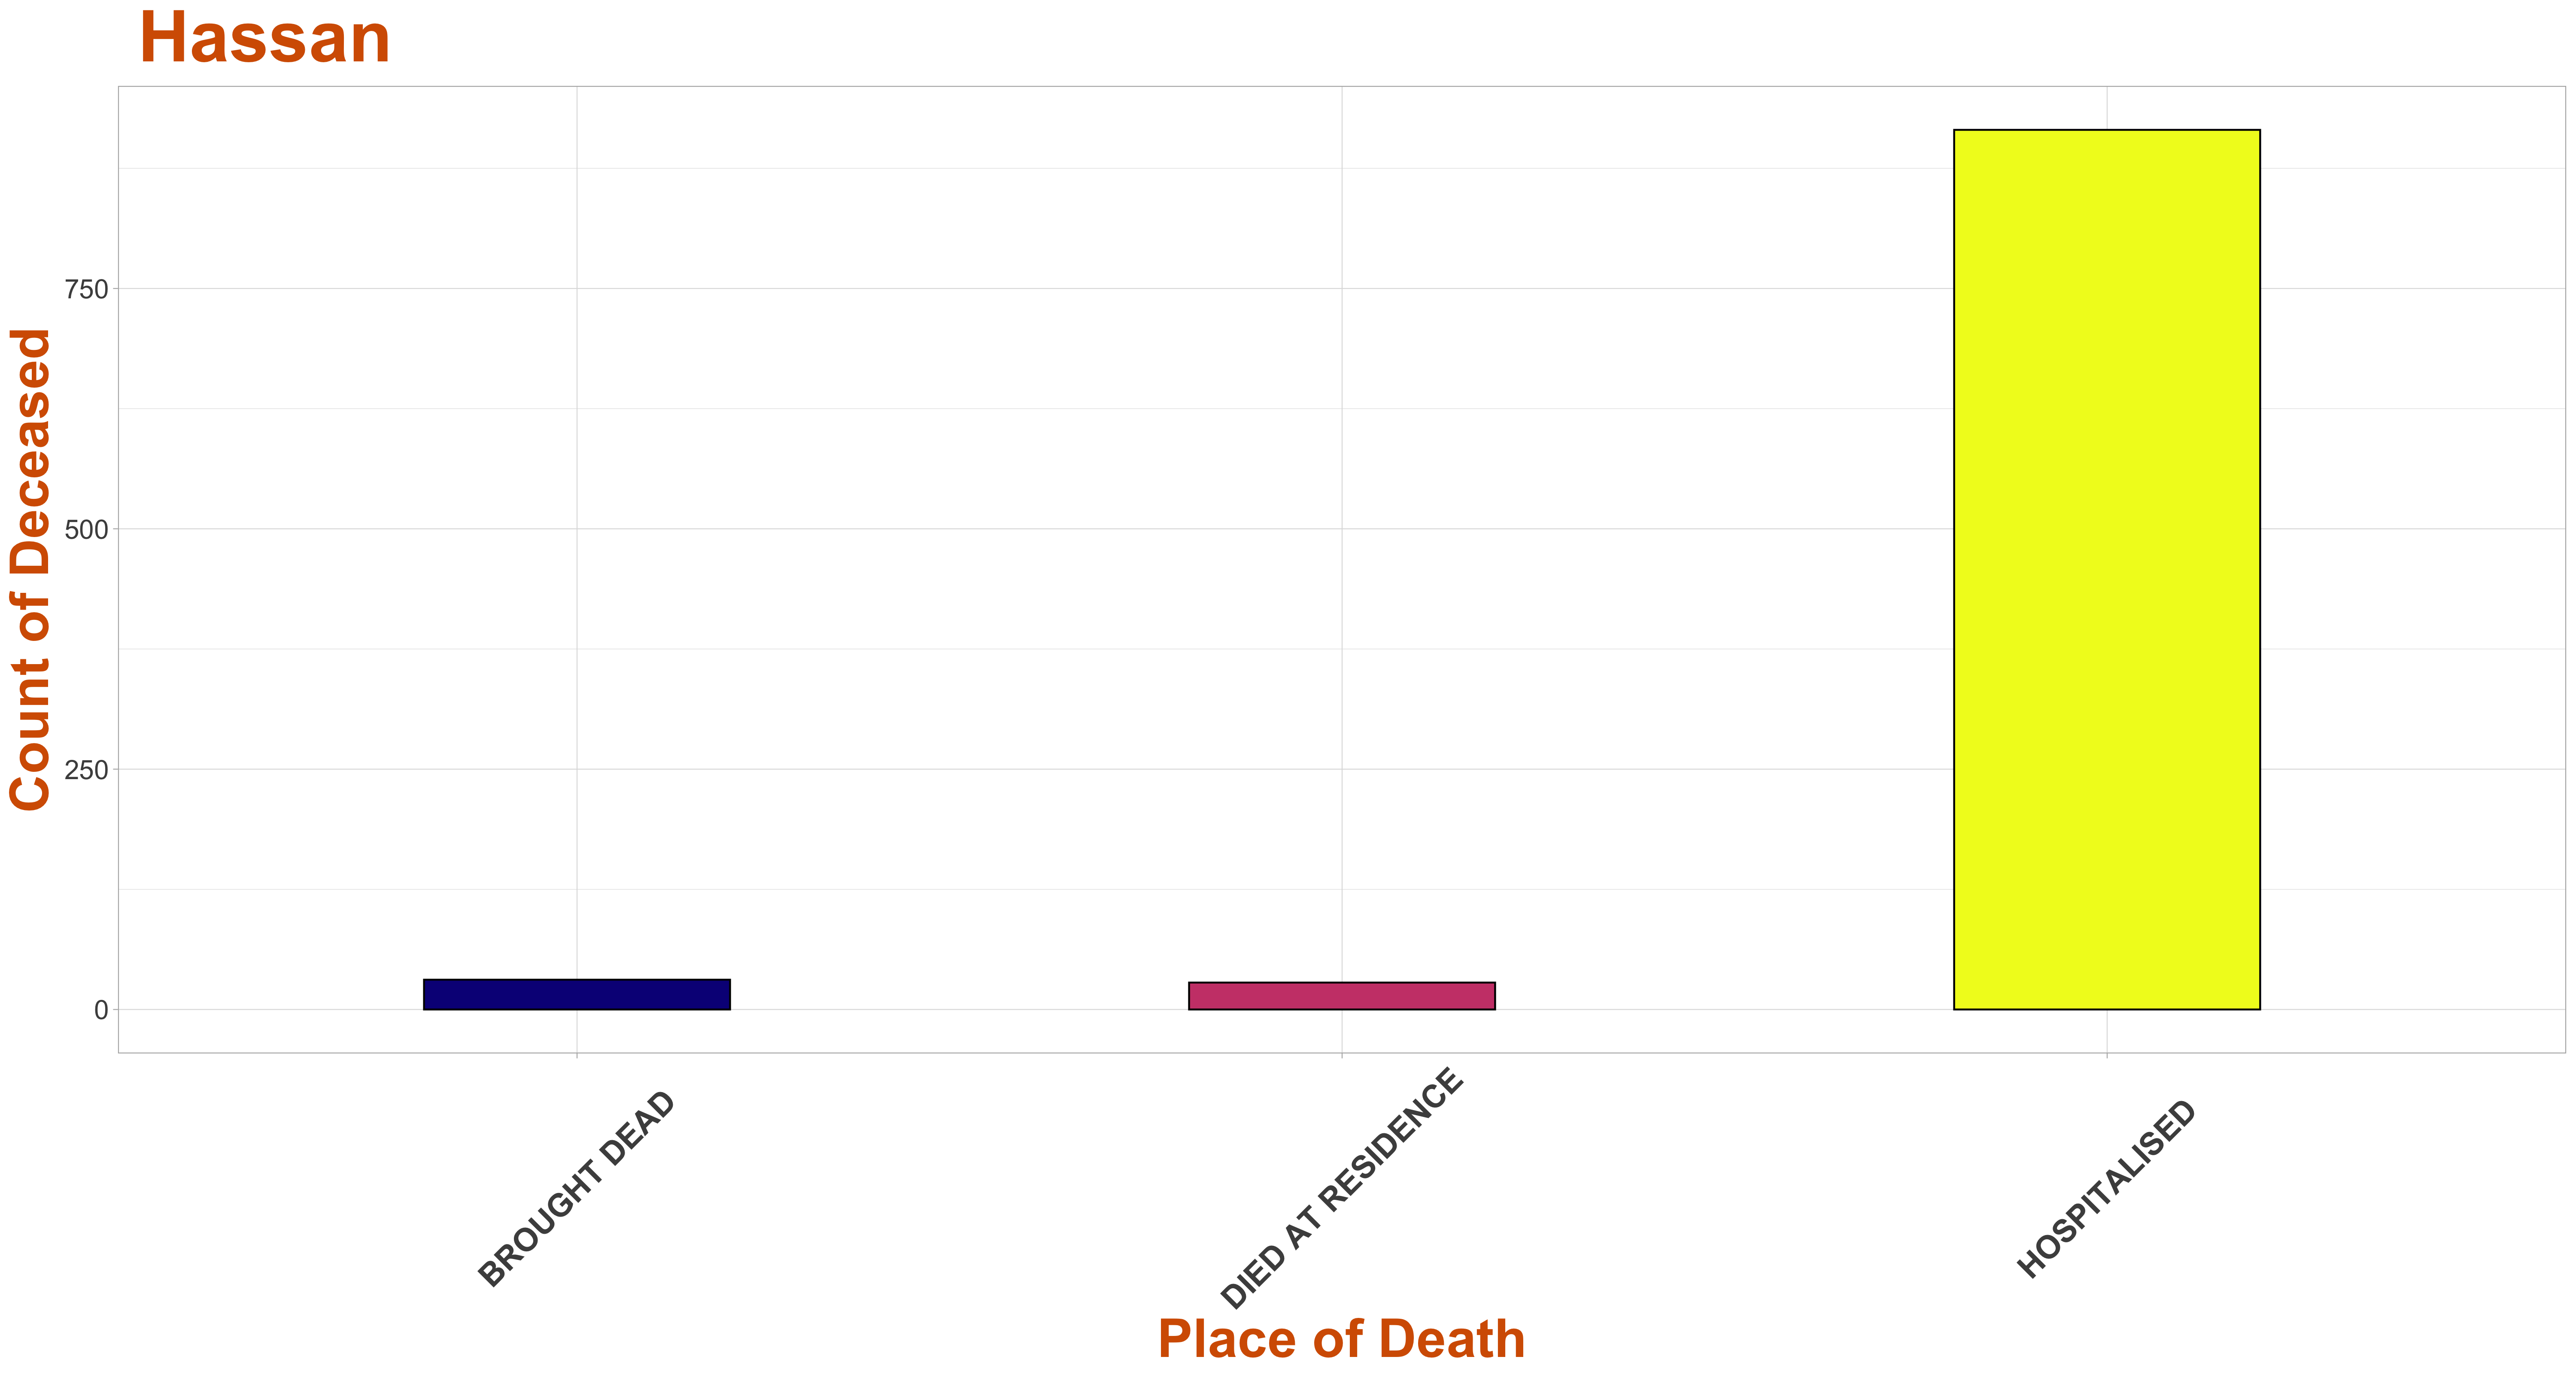 Hassan
Count of Deceased
750
500
250
0
BROUGHT DEAD
DIED AT RESIDENCE
HOSPITALISED
Place of Death